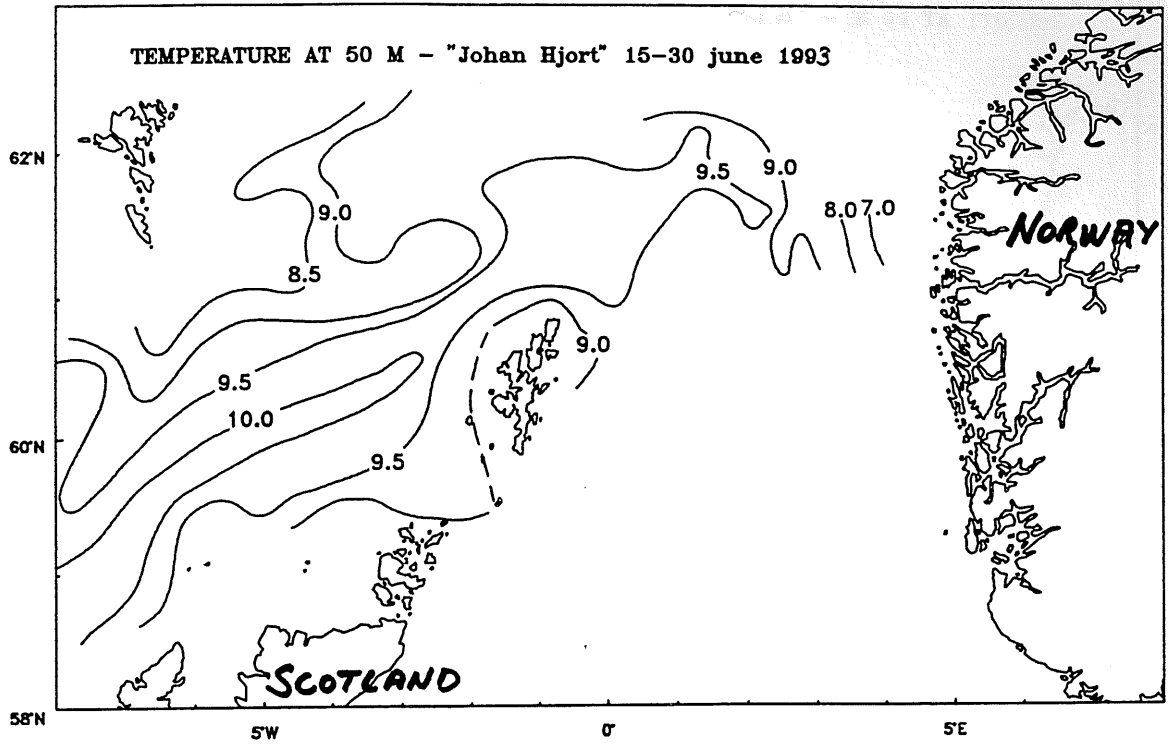 TEMPERATURE AT 50 M - "Johan Hjort" 15-30 june 1993
62°N
9.5
9.0
9.0
8.0 7.0
NORWAY
8.5
9.0
9.5
10.0
60°N
9.5
SCOTLAND
58°N
5°W
0°
5°E